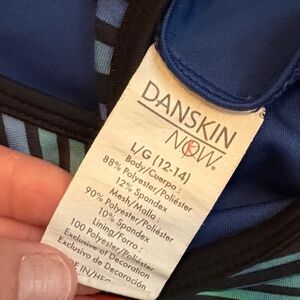 DANSKIN
NOW®
L/G (12-14)
Body/Cuerpo:
88% Polyester/Poliéster
12% Spandex
Mesh/Malla:
90% Polyester/Poliéster
10% Spandex
Lining/Forro:
100 Polyester/Poliéster
Exclusive of Decoration
Exclusivo de Decoración